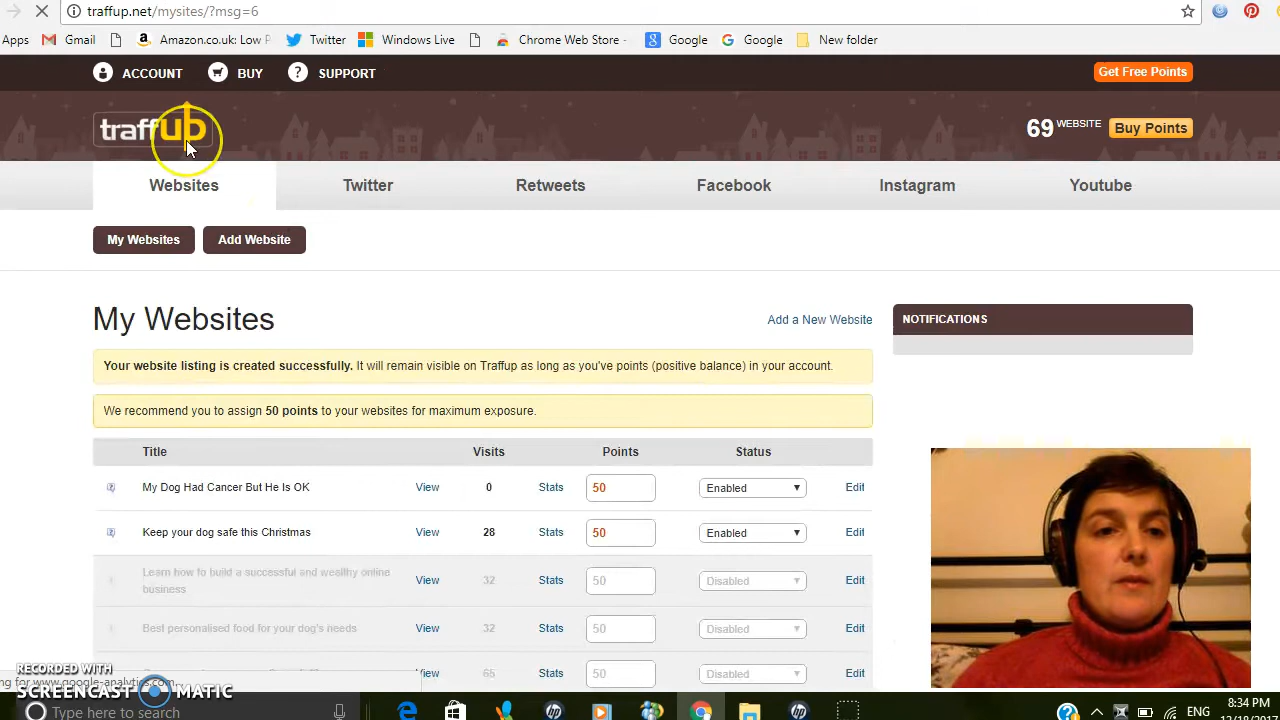 traffup.net/mysites/?msg=6
Apps Gmail Amazon.co.uk: Low P Twitter Windows Live Chrome Web Store - Google Google New folder
ACCOUNT BUY SUPPORT Get Free Points
traffup 69 WEBSITE Buy Points
Websites Twitter Retweets Facebook Instagram Youtube
My Websites Add Website
My Websites Add a New Website NOTIFICATIONS
Your website listing is created successfully. It will remain visible on Traffup as long as you've points (positive balance) in your account.
We recommend you to assign 50 points to your websites for maximum exposure.
Title Visits Points Status
My Dog Had Cancer But He Is OK View 0 Stats 50 Enabled Edit
Keep your dog safe this Christmas View 28 Stats 50 Enabled Edit
Learn how to build a successful and wealthy online
business View 32 Stats 50 Disabled Edit
Best personalised food for your dog's needs View 32 Stats 50 Disabled Edit
View 65 Stats 50 Disabled Edit
RECORDED WITH
ng for www.google-analytics.com
SCREENCAST MATIC
Type here to search ENG 8:34 PM